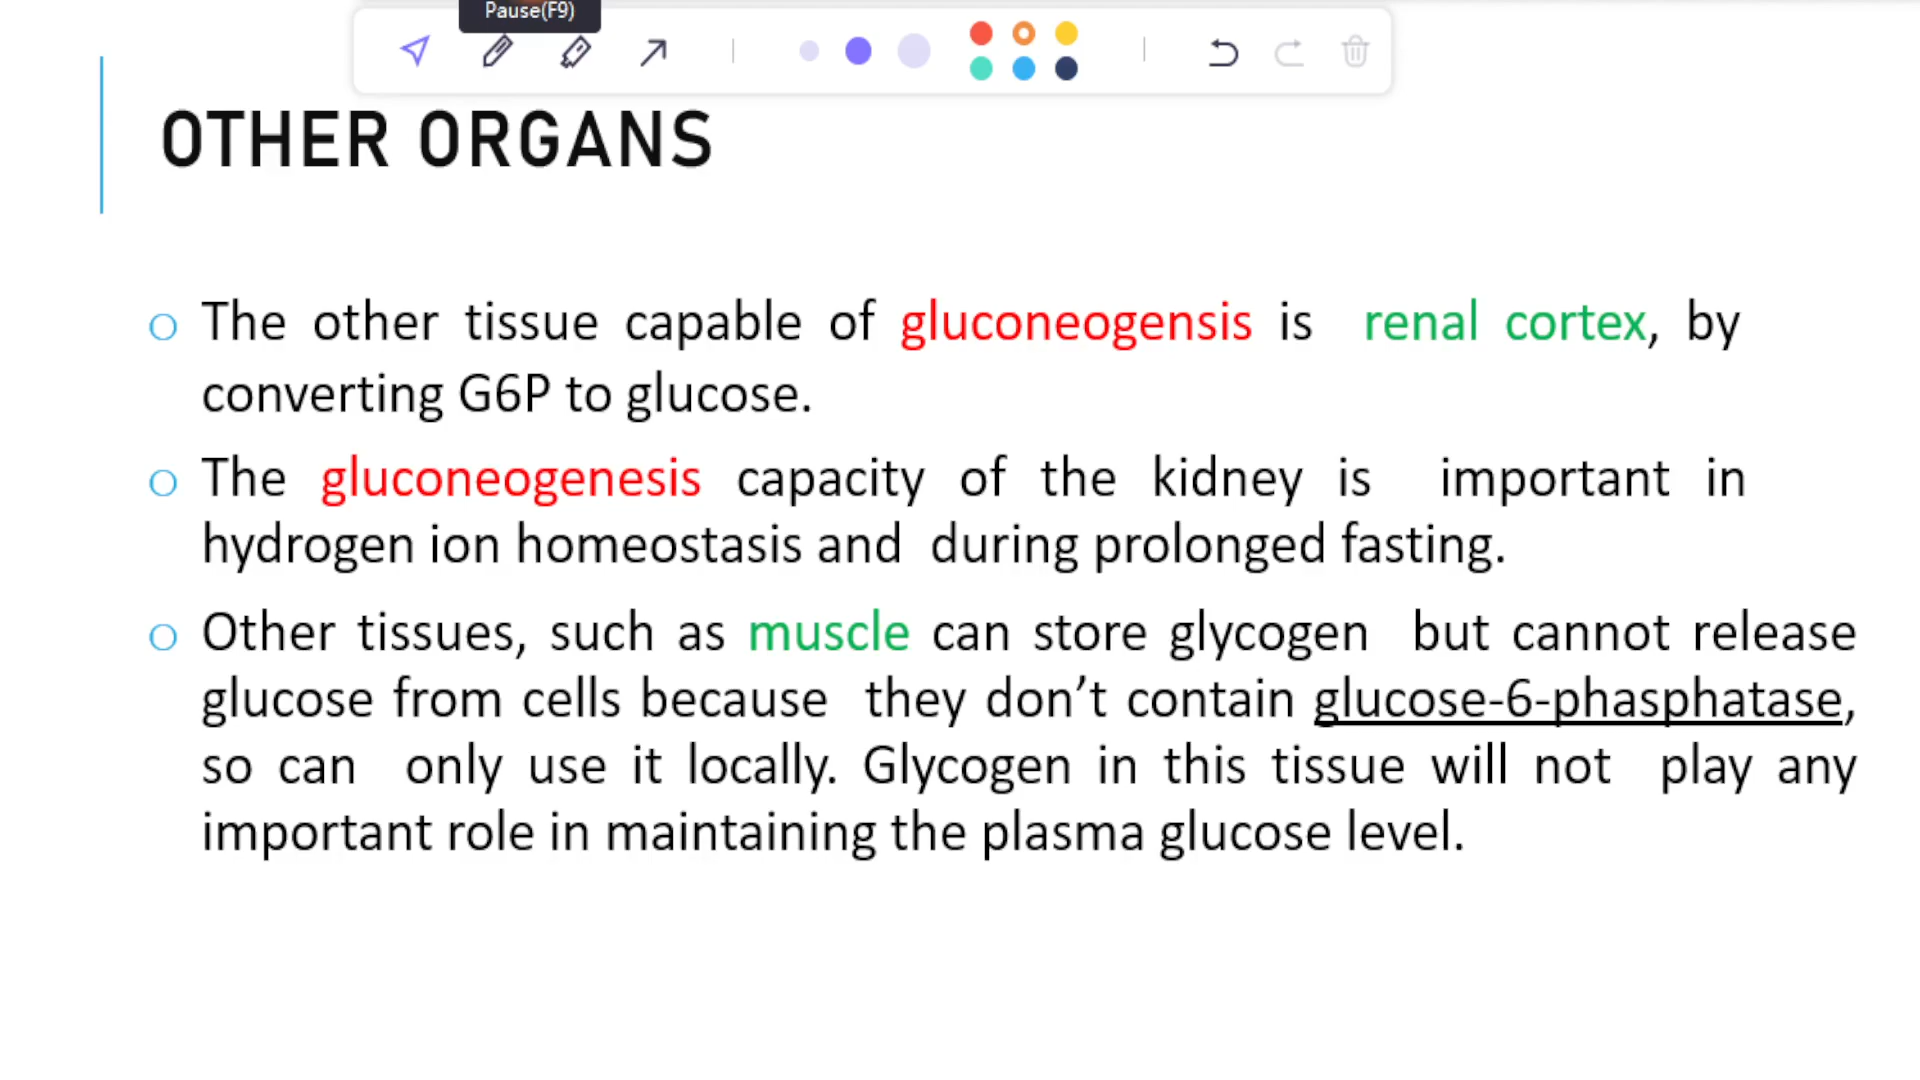 Pause(F9)
OTHER ORGANS
o The other tissue capable of gluconeogensis is renal cortex, by
converting G6P to glucose.
o The gluconeogenesis capacity of the kidney is important in
hydrogen ion homeostasis and during prolonged fasting.
o Other tissues, such as muscle can store glycogen but cannot release
glucose from cells because they don’t contain glucose-6-phasphatase,
so can only use it locally. Glycogen in this tissue will not play any
important role in maintaining the plasma glucose level.